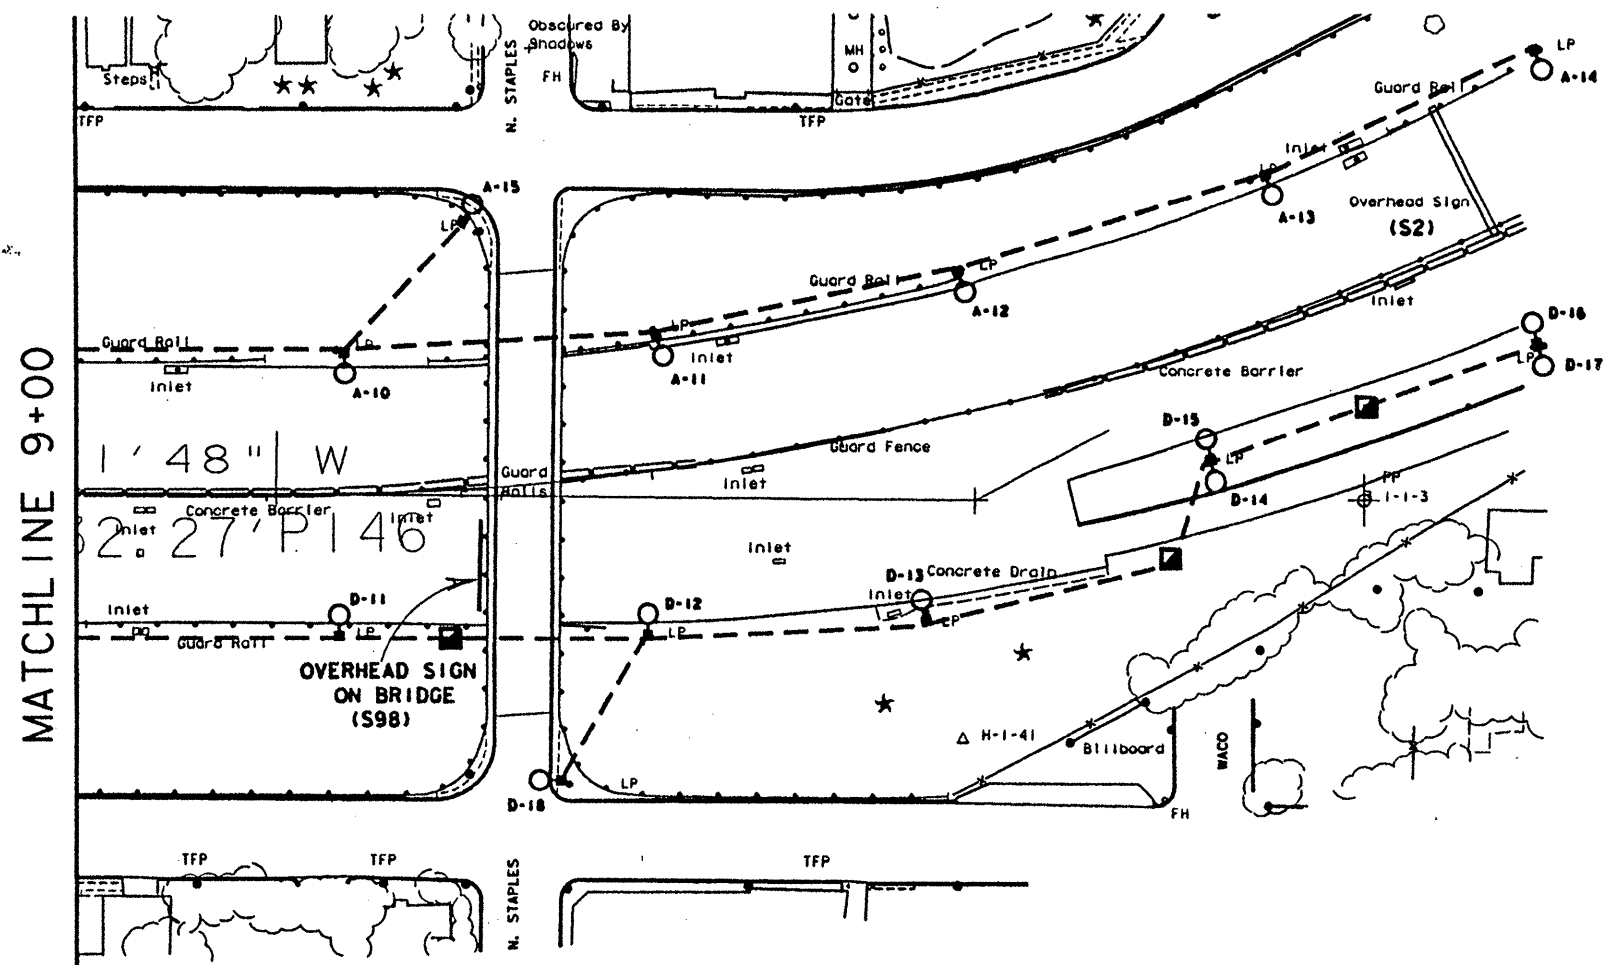 Obscured By
Shadows
Steps
FH
MH
Gate
N. STAPLES
TFP
TFP
LP
A-14
Guard Rail
Inlet
LP
A-13
Overhead Sign
(S2)
A-15
LP
Guard Rail
LP
A-12
Inlet
D-16
LP
D-17
Guard Rail
LP
Inlet
A-10
LP
Inlet
A-11
Concrete Barrier
D-15
LP
D-14
MATCHLINE 9+00
1' 48" W
Guard
Rails
Guard Fence
Inlet
PP
1-1-3
Concrete Barrier
Inlet
Inlet
27' P146
Inlet
D-13
Concrete Drain
Inlet
LP
Inlet
D-11
LP
Guard Rail
D-12
LP
OVERHEAD SIGN
ON BRIDGE
(S98)
H-1-41
Billboard
WACO
D-18
LP
FH
TFP
TFP
TFP
N. STAPLES